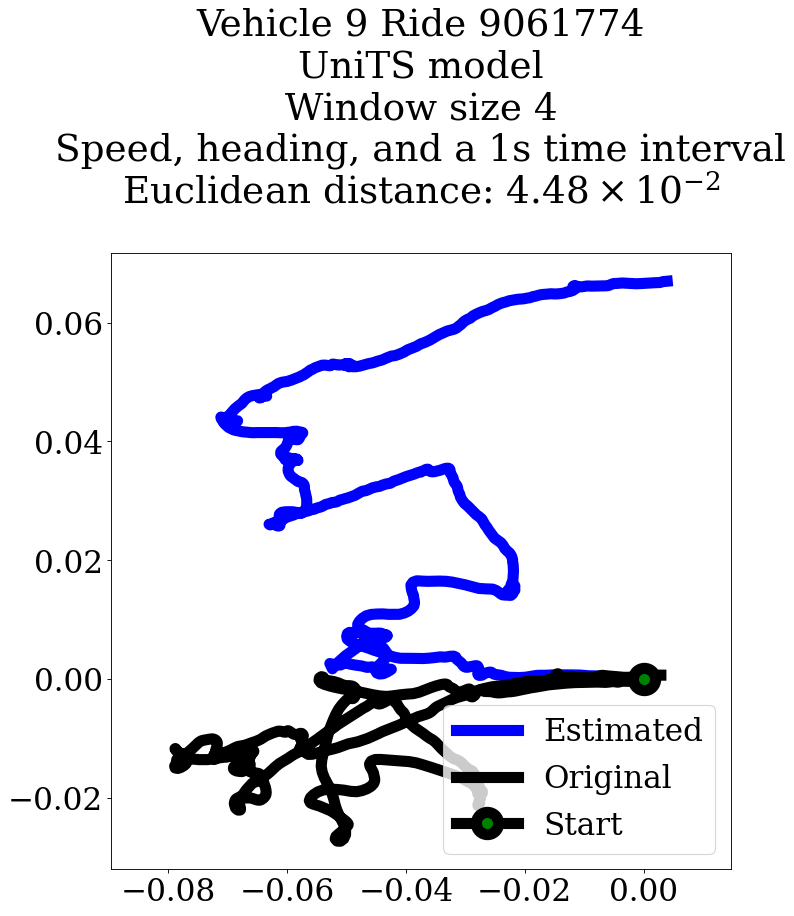 Vehicle 9 Ride 9061774
UniTS model
Window size 4
Speed, heading, and a 1s time interval
Euclidean distance: 4.48 × 10⁻²
0.06
0.04
0.02
0.00
−0.02
Estimated
Original
Start
−0.08 −0.06 −0.04 −0.02 0.00